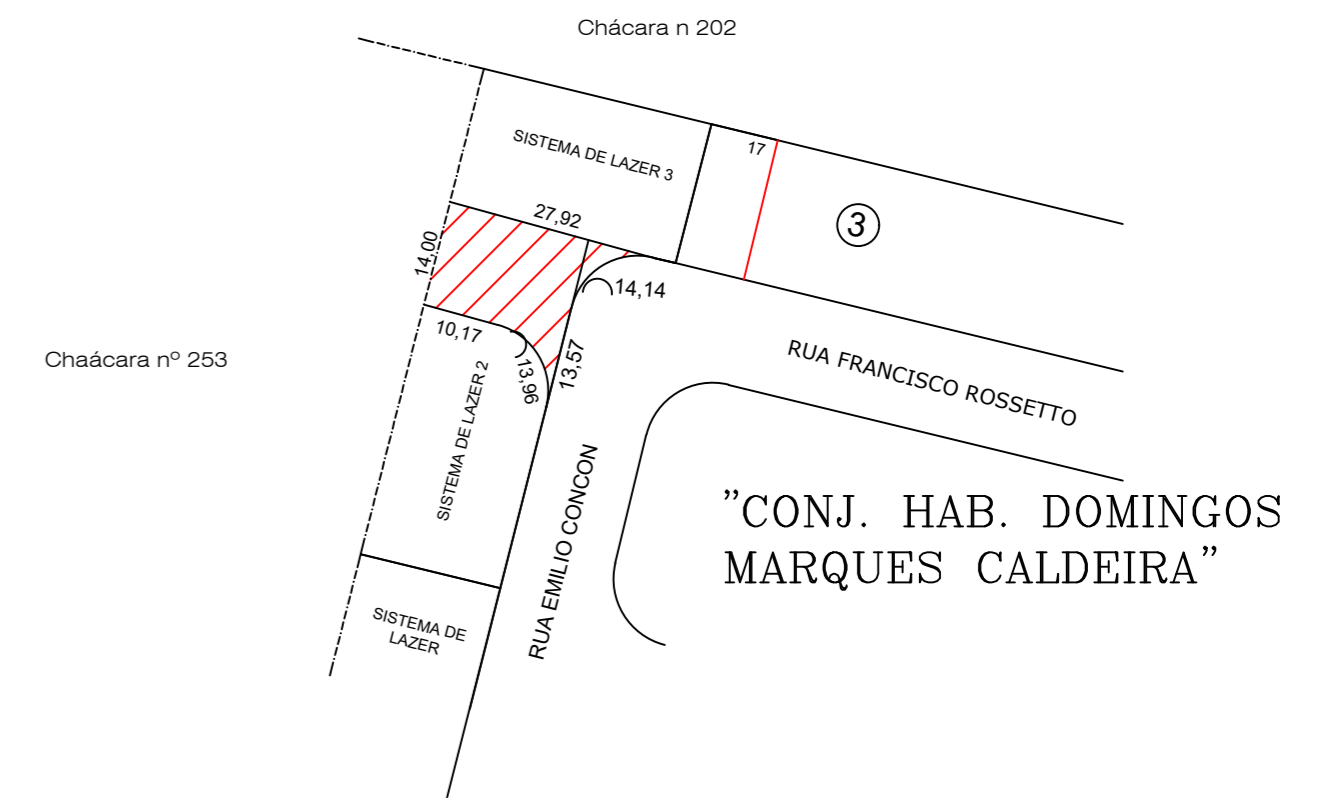 Chácara n 202
SISTEMA DE LAZER 3
17
3
27,92
14,00
14,14
10,17
13,96
13,57
Chaácara nº 253
SISTEMA DE LAZER 2
RUA FRANCISCO ROSSETTO
RUA EMILIO CONCON
"CONJ. HAB. DOMINGOS
MARQUES CALDEIRA"
SISTEMA DE
LAZER